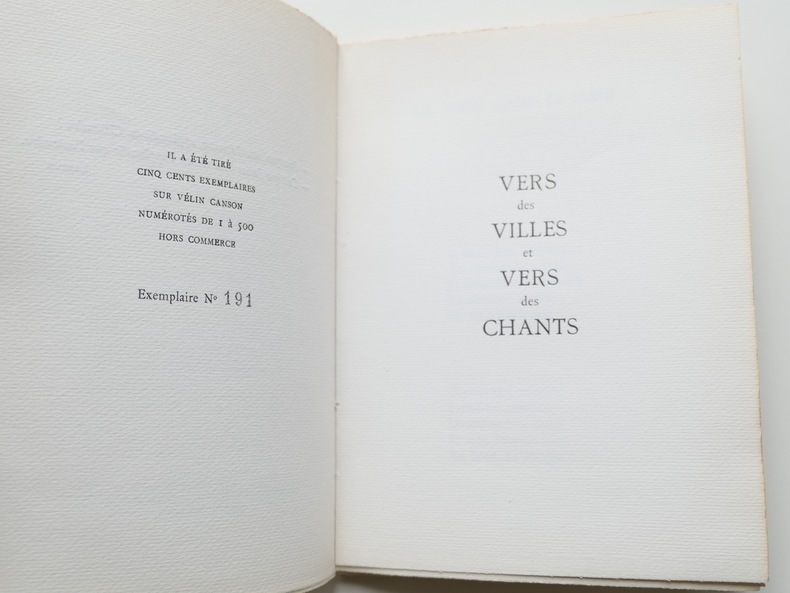 IL A ÉTÉ TIRÉ
CINQ CENTS EXEMPLAIRES
SUR VÉLIN CANSON
NUMÉROTÉS DE 1 à 500
HORS COMMERCE
Exemplaire Nº 191
VERS
des
VILLES
et
VERS
des
CHANTS